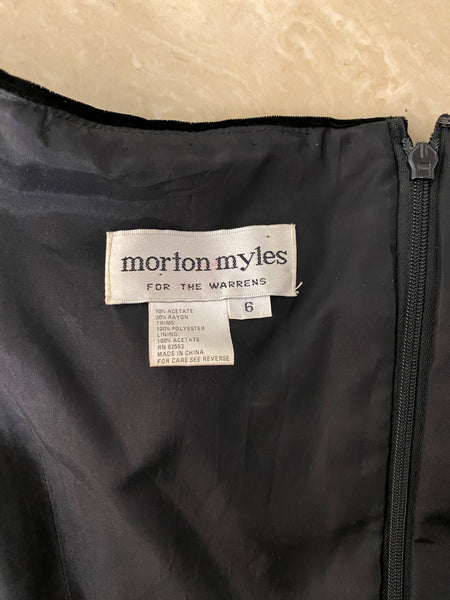 morton myles
FOR THE WARRENS
6
70% ACETATE
30% RAYON
TRIMS:
100% POLYESTER
LINING:
100% ACETATE
RN 62553
MADE IN CHINA
FOR CARE SEE REVERSE